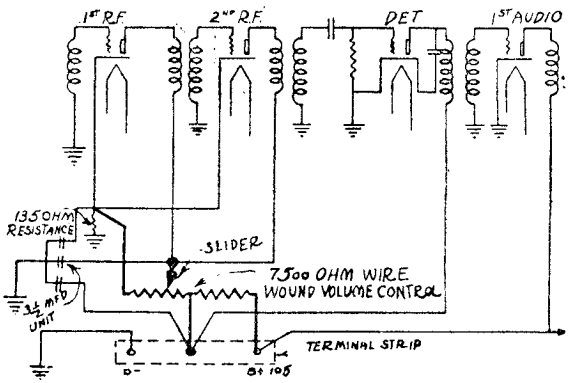 1ST R.F. 2ND R.F. DET 1ST AUDIO
135 OHM
RESISTANCE
SLIDER
7500 OHM WIRE
WOUND VOLUME CONTROL
3½ MFD
UNIT
TERMINAL STRIP
B- B+ 105